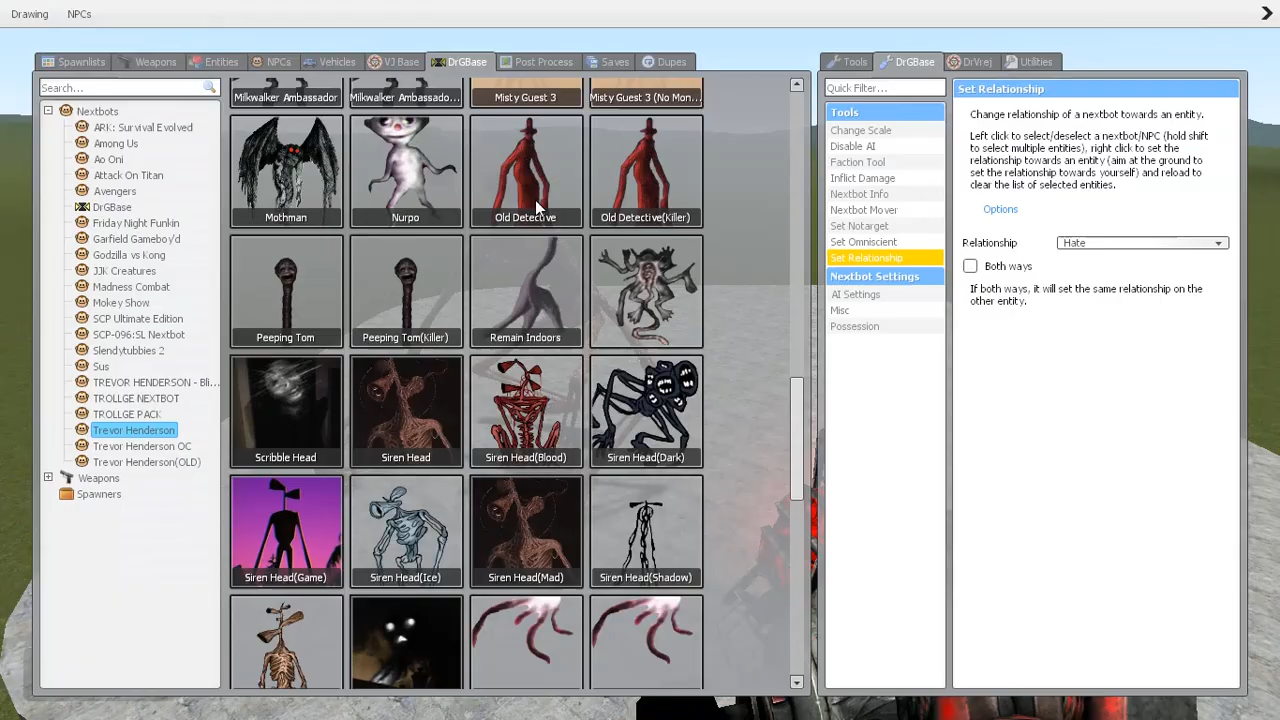 Drawing NPCs
Spawnlists Weapons Entities NPCs Vehicles VJ Base DrGBase Post Process Saves Dupes
Search...
Nextbots
ARK: Survival Evolved
Among Us
Ao Oni
Attack On Titan
Avengers
DrGBase
Friday Night Funkin
Garfield Gameboy'd
Godzilla vs Kong
JJK Creatures
Madness Combat
Mokey Show
SCP Ultimate Edition
SCP-096:SL Nextbot
Slendytubbies 2
Sus
TREVOR HENDERSON - Bli...
TROLLGE NEXTBOT
TROLLGE PACK
Trevor Henderson
Trevor Henderson OC
Trevor Henderson(OLD)
Weapons
Spawners
Milkwalker Ambassador Milkwalker Ambassado... Misty Guest 3 Misty Guest 3 (No Mon...
Mothman Nurpo Old Detective Old Detective(Killer)
Peeping Tom Peeping Tom(Killer) Remain Indoors
Scribble Head Siren Head Siren Head(Blood) Siren Head(Dark)
Siren Head(Game) Siren Head(Ice) Siren Head(Mad) Siren Head(Shadow)
Tools DrGBase DrVrej Utilities
Quick Filter...
Tools
Change Scale
Disable AI
Faction Tool
Inflict Damage
Nextbot Info
Nextbot Mover
Set Notarget
Set Omniscient
Set Relationship
Nextbot Settings
AI Settings
Misc
Possession
Set Relationship
Change relationship of a nextbot towards an entity.
Left click to select/deselect a nextbot/NPC (hold shift
to select multiple entities), right click to set the
relationship towards an entity (aim at the ground to
set the relationship towards yourself) and reload to
clear the list of selected entities.
Options
Relationship Hate
Both ways
If both ways, it will set the same relationship on the
other entity.